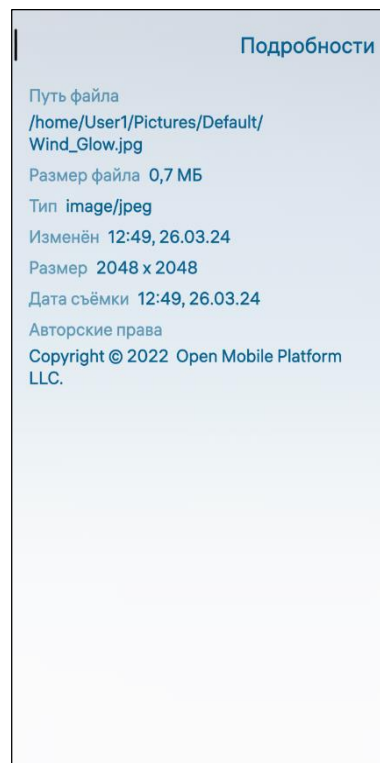 Подробности
Путь файла
/home/User1/Pictures/Default/
Wind_Glow.jpg
Размер файла 0,7 МБ
Тип image/jpeg
Изменён 12:49, 26.03.24
Размер 2048 x 2048
Дата съёмки 12:49, 26.03.24
Авторские права
Copyright © 2022 Open Mobile Platform
LLC.